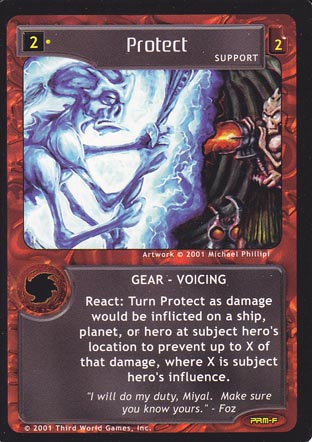 2
Protect
2
SUPPORT
Artwork © 2001 Michael Phillipi
GEAR - VOICING
React: Turn Protect as damage
would be inflicted on a ship,
planet, or hero at subject hero's
location to prevent up to X of
that damage, where X is subject
hero's influence.
"I will do my duty, Miyal. Make sure
you know yours." - Foz
© 2001 Third World Games, Inc.
PRM-F